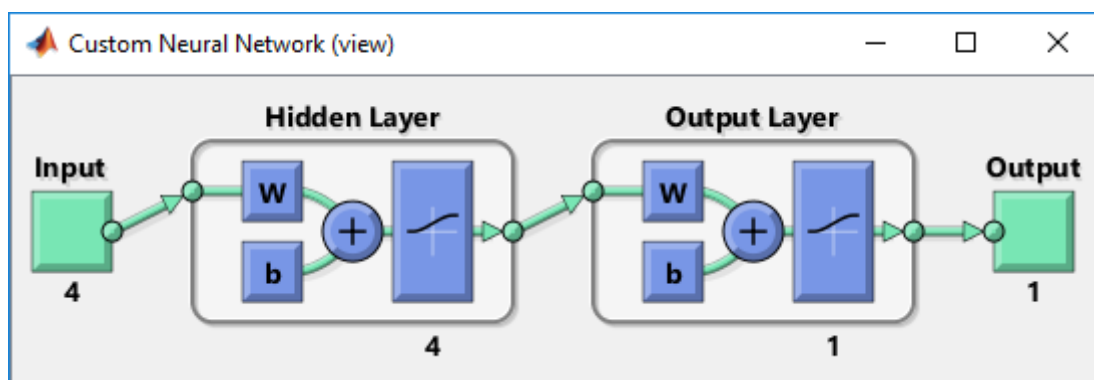 Custom Neural Network (view)
Hidden Layer
Output Layer
Input
Output
W
W
b
b
4
4
1
1